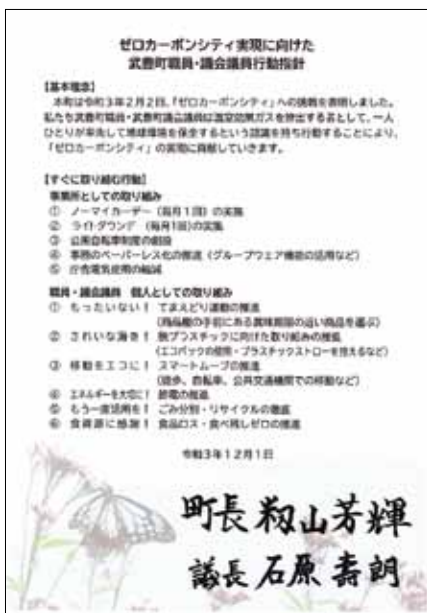 ゼロカーボンシティ実現に向けた
武豊町職員・議会議員行動指針
【基本理念】
本町は令和3年2月2日、「ゼロカーボンシティ」への挑戦を表明しました。
私たち武豊町職員・武豊町議会議員は温室効果ガスを排出する者として、一人
ひとりが率先して地球環境を保全するという認識を持ち行動することにより、
「ゼロカーボンシティ」の実現に貢献していきます。
【すぐに取り組む行動】
事業所としての取り組み
① ノーマイカーデー（毎月1回）の実施
② ライトダウンデー（毎月1回）の実施
③ 公用自転車制度の創設
④ 事務のペーパーレス化の推進（グループウェア機能の活用など）
⑤ 庁舎電気使用の縮減
職員・議会議員 個人としての取り組み
① もったいない！ てまえどり運動の推進
（商品棚の手前にある賞味期限の近い商品を選ぶ）
② きれいな海を！ 脱プラスチックに向けた取り組みの推進
（エコバックの使用・プラスチックストローを控えるなど）
③ 移動をエコに！ スマートムーブの推進
（徒歩、自転車、公共交通機関での移動など）
④ エネルギーを大切に！ 節電の推進
⑤ もう一度活用を！ ごみ分別・リサイクルの徹底
⑥ 食資源に感謝！ 食品ロス・食べ残しゼロの推進
令和3年12月1日
町長 籾山芳輝
議長 石原壽朗